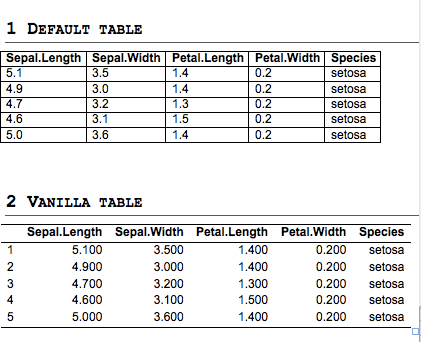 1 DEFAULT TABLE
Sepal.Length Sepal.Width Petal.Length Petal.Width Species
5.1 3.5 1.4 0.2 setosa
4.9 3.0 1.4 0.2 setosa
4.7 3.2 1.3 0.2 setosa
4.6 3.1 1.5 0.2 setosa
5.0 3.6 1.4 0.2 setosa
2 VANILLA TABLE
Sepal.Length Sepal.Width Petal.Length Petal.Width Species
1 5.100 3.500 1.400 0.200 setosa
2 4.900 3.000 1.400 0.200 setosa
3 4.700 3.200 1.300 0.200 setosa
4 4.600 3.100 1.500 0.200 setosa
5 5.000 3.600 1.400 0.200 setosa